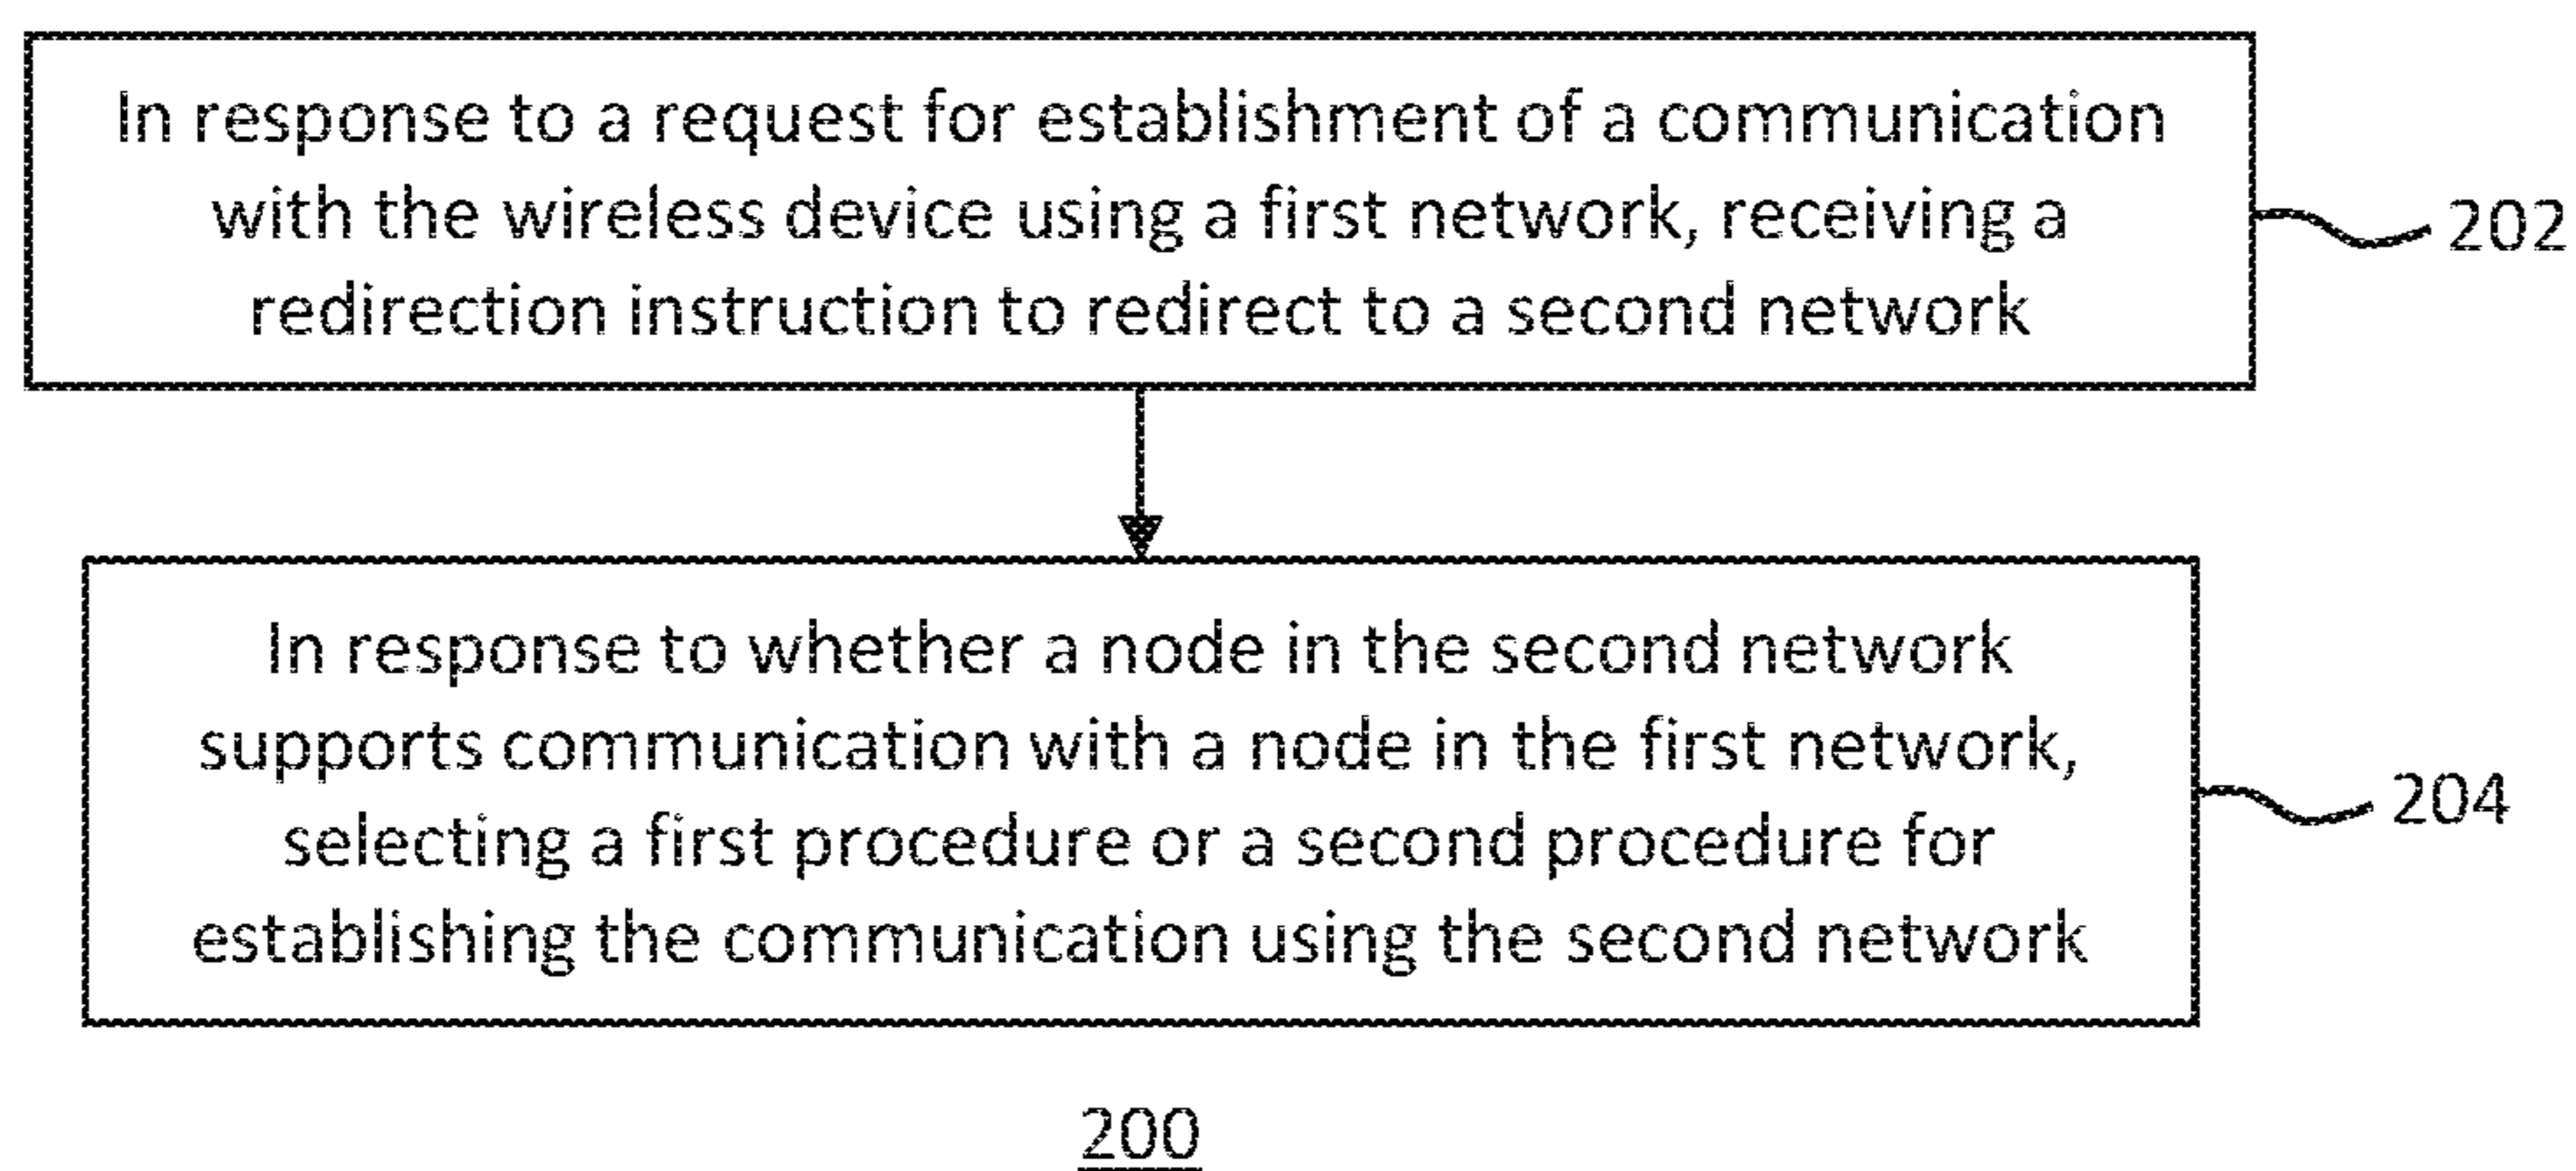 In response to a request for establishment of a communication
with the wireless device using a first network, receiving a
redirection instruction to redirect to a second network
202
In response to whether a node in the second network
supports communication with a node in the first network,
selecting a first procedure or a second procedure for
establishing the communication using the second network
204
200